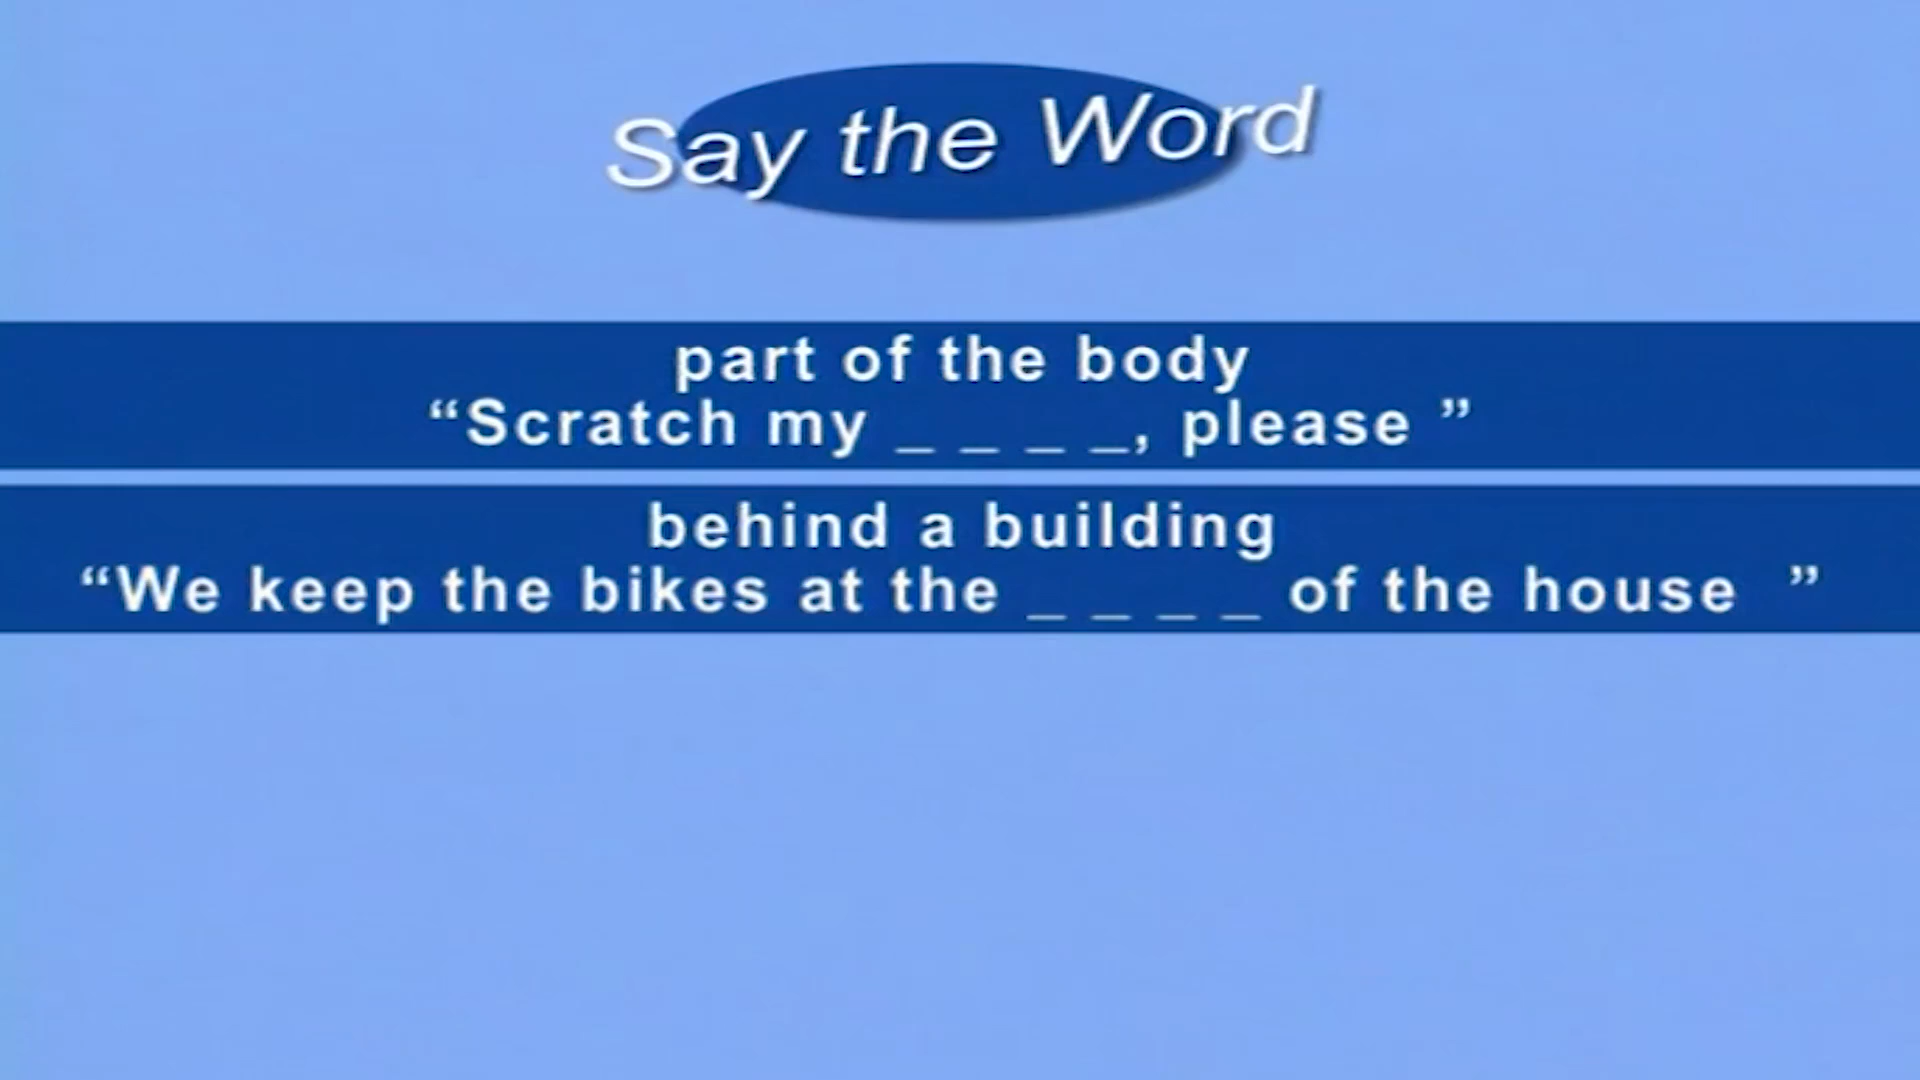 Say the Word
part of the body
“Scratch my _ _ _ _, please ”
behind a building
“We keep the bikes at the _ _ _ _ of the house ”